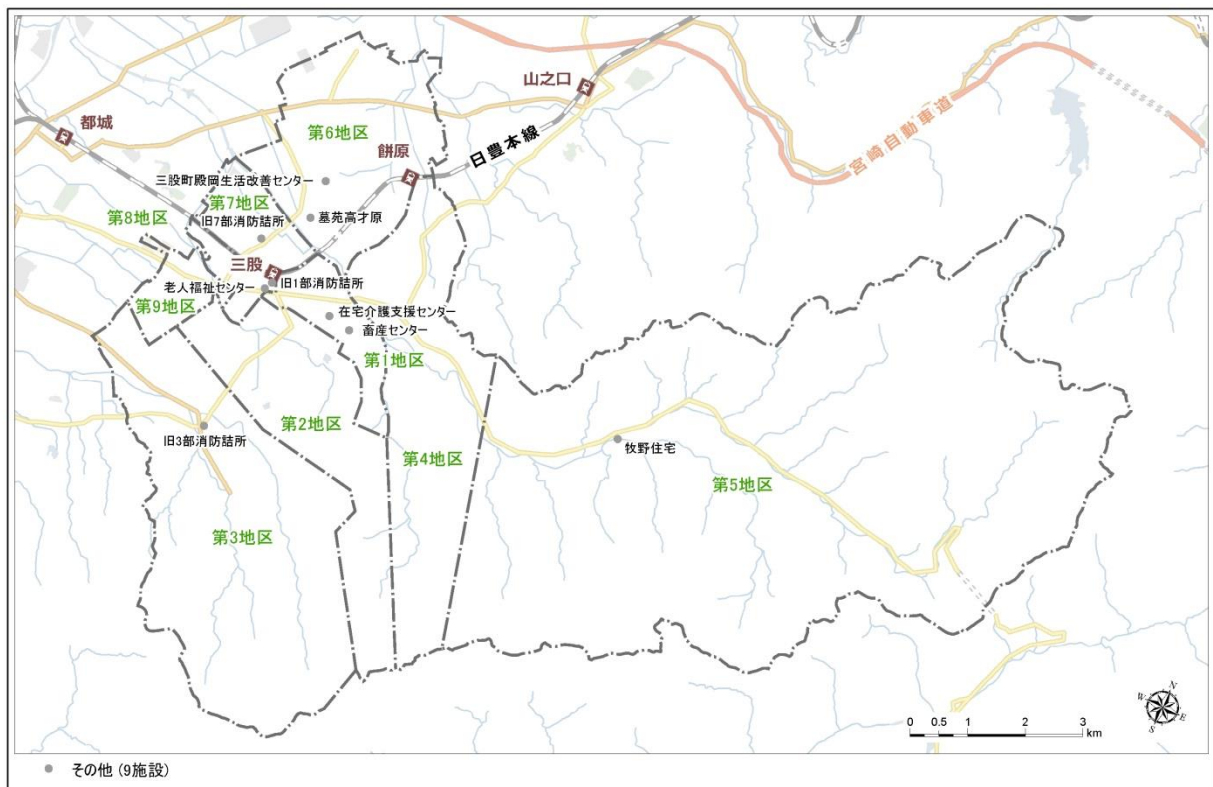 山之口
都城
第6地区
餅原
日豊本線
宮崎自動車道
三股町殿岡生活改善センター
第7地区
墓苑高才原
第8地区
旧7部消防詰所
三股
旧1部消防詰所
老人福祉センター
第9地区
在宅介護支援センター
畜産センター
第1地区
第2地区
旧3部消防詰所
第4地区
牧野住宅
第5地区
第3地区
N
W
E
S
0 0.5 1 2 3
km
その他 (9施設)